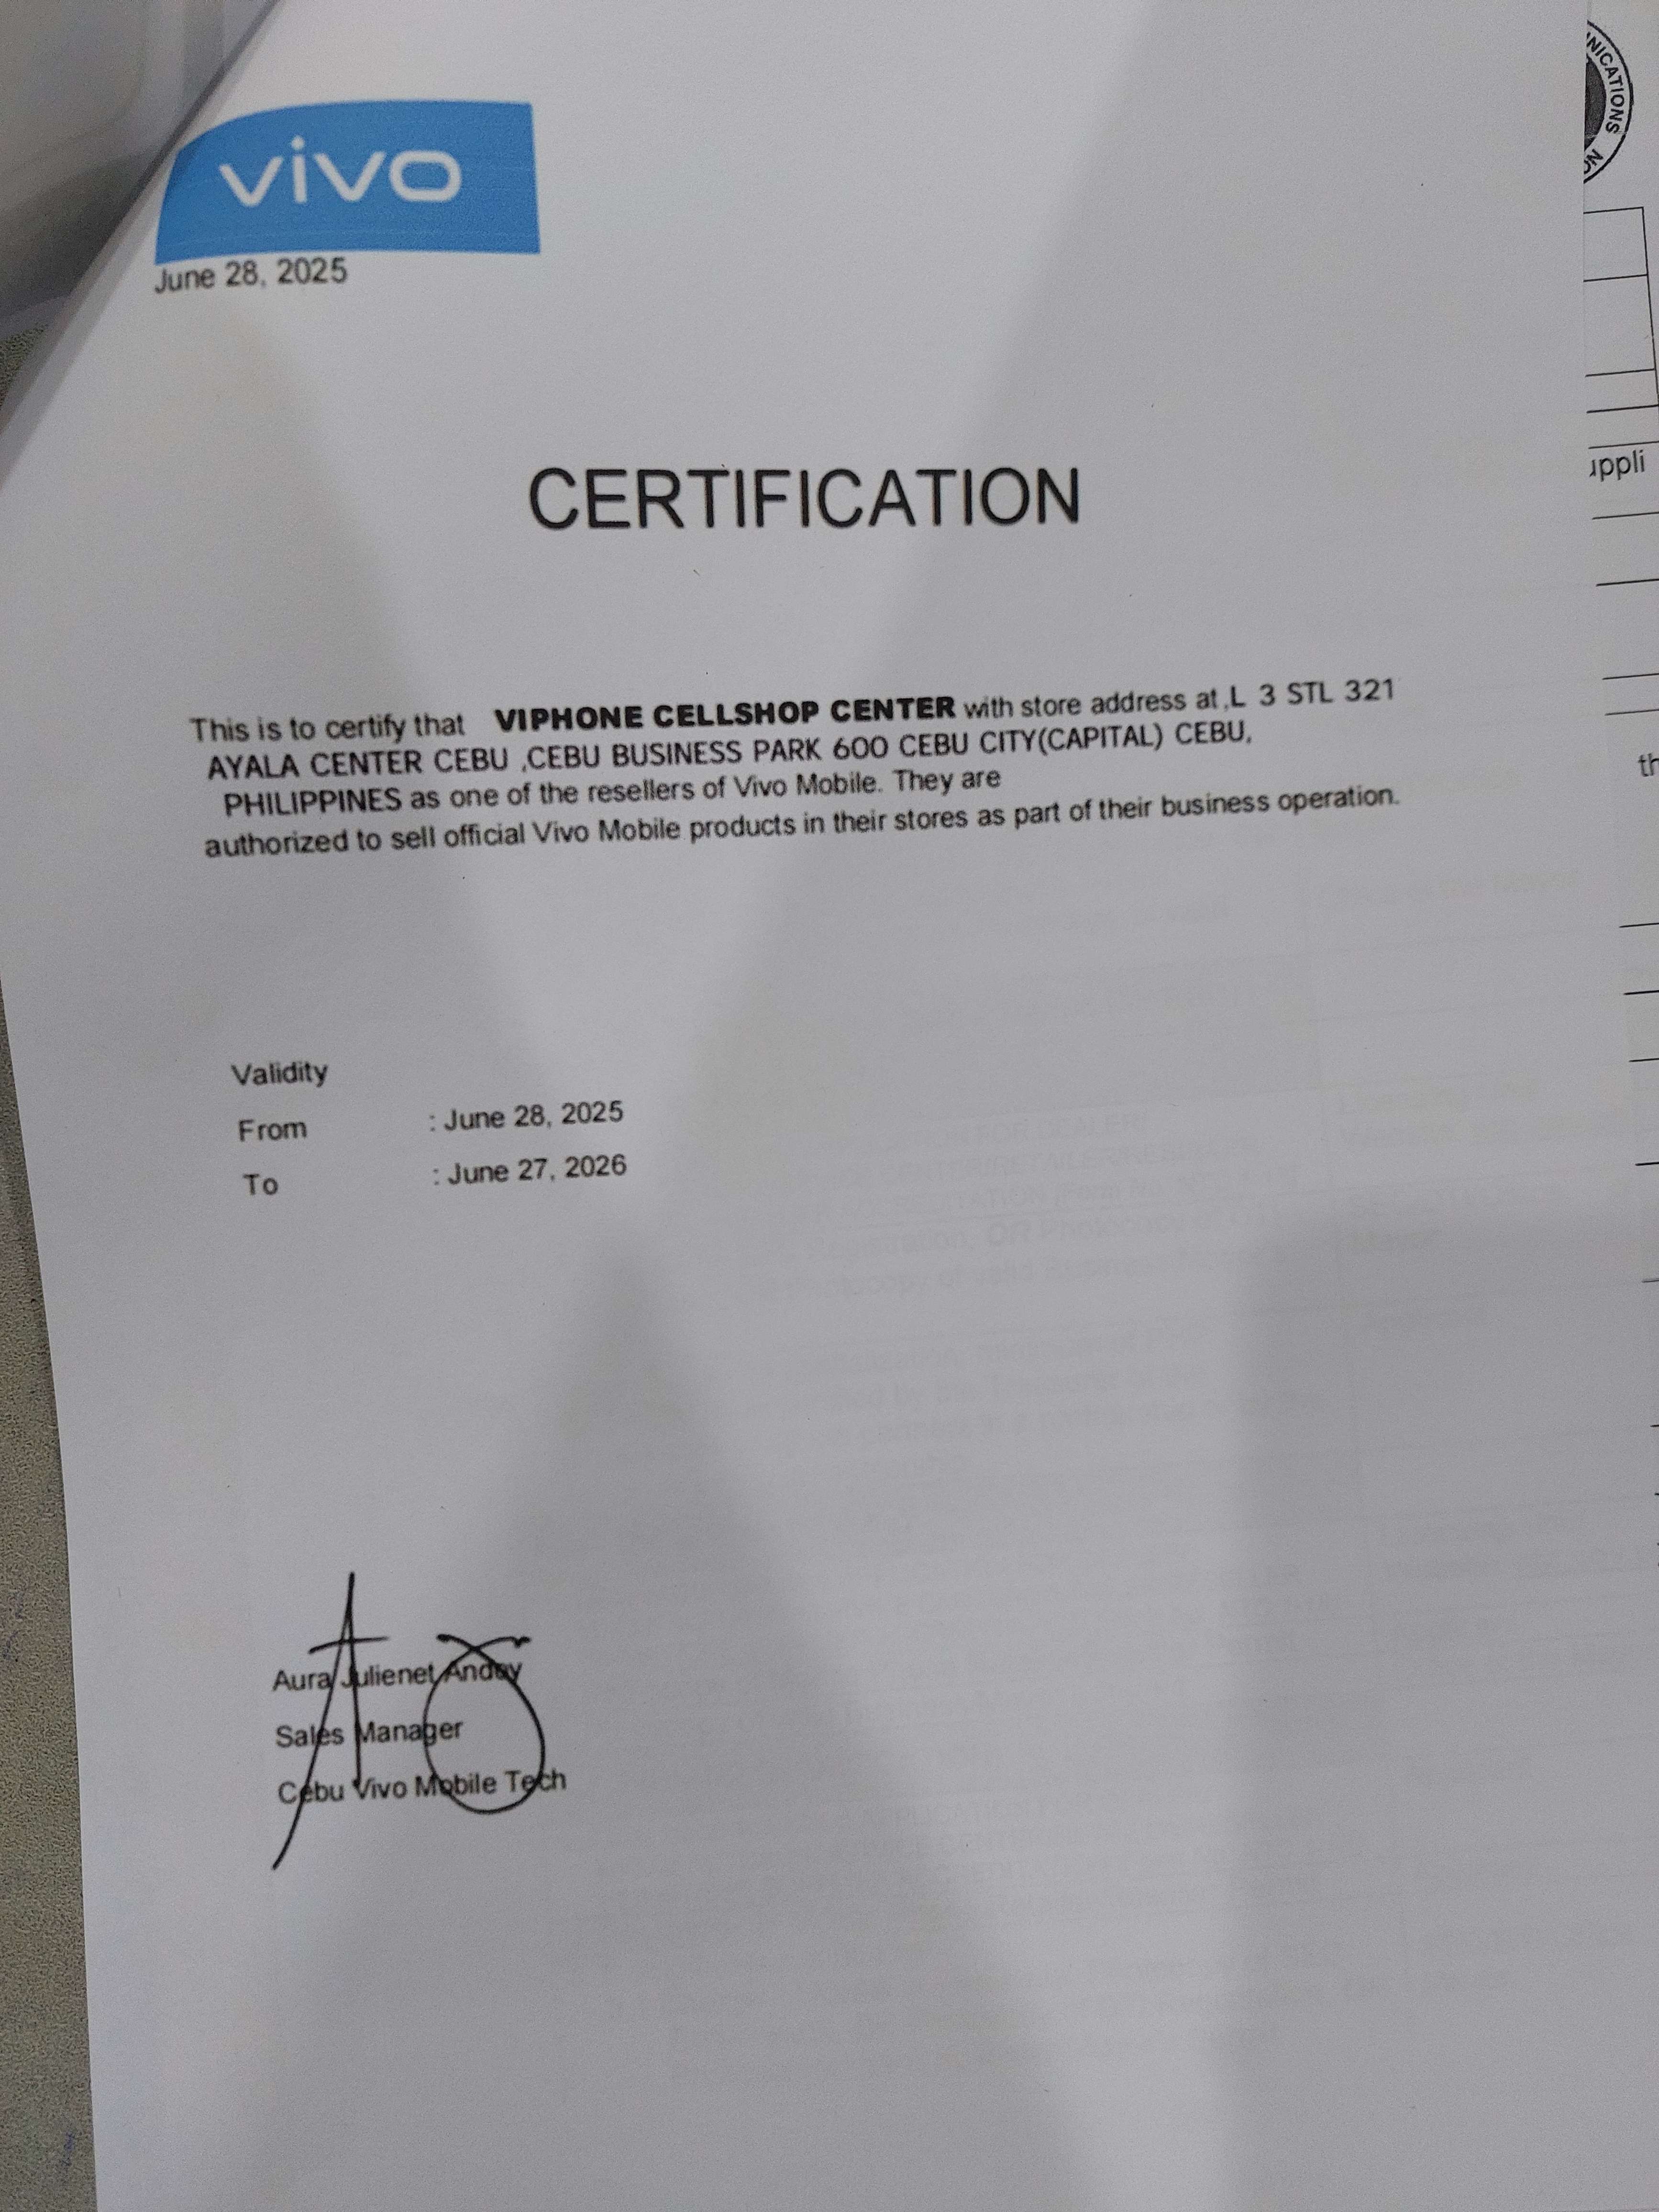 vivo
June 28, 2025
CERTIFICATION
This is to certify that VIPHONE CELLSHOP CENTER with store address at ,L 3 STL 321
AYALA CENTER CEBU ,CEBU BUSINESS PARK 600 CEBU CITY(CAPITAL) CEBU,
PHILIPPINES as one of the resellers of Vivo Mobile. They are
authorized to sell official Vivo Mobile products in their stores as part of their business operation.
Validity
From : June 28, 2025
To : June 27, 2026
Aura Julienet Andoy
Sales Manager
Cebu Vivo Mobile Tech